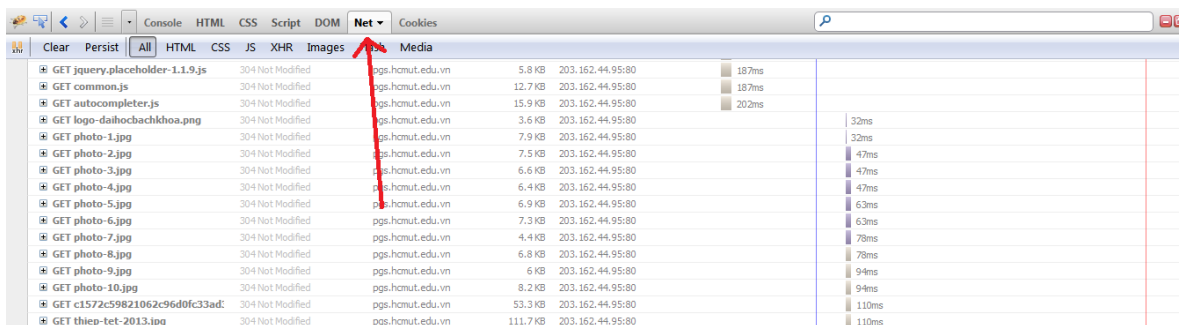 Console HTML CSS Script DOM Net Cookies
xhr Clear Persist All HTML CSS JS XHR Images Flash Media
GET jquery.placeholder-1.1.9.js 304 Not Modified pgs.hcmut.edu.vn 5.8 KB 203.162.44.95:80 187ms
GET common.js 304 Not Modified pgs.hcmut.edu.vn 12.7 KB 203.162.44.95:80 187ms
GET autocompleter.js 304 Not Modified pgs.hcmut.edu.vn 15.9 KB 203.162.44.95:80 202ms
GET logo-daihocbachkhoa.png 304 Not Modified pgs.hcmut.edu.vn 3.6 KB 203.162.44.95:80 32ms
GET photo-1.jpg 304 Not Modified pgs.hcmut.edu.vn 7.9 KB 203.162.44.95:80 32ms
GET photo-2.jpg 304 Not Modified pgs.hcmut.edu.vn 7.5 KB 203.162.44.95:80 47ms
GET photo-3.jpg 304 Not Modified pgs.hcmut.edu.vn 6.6 KB 203.162.44.95:80 47ms
GET photo-4.jpg 304 Not Modified pgs.hcmut.edu.vn 6.4 KB 203.162.44.95:80 47ms
GET photo-5.jpg 304 Not Modified pgs.hcmut.edu.vn 6.9 KB 203.162.44.95:80 63ms
GET photo-6.jpg 304 Not Modified pgs.hcmut.edu.vn 7.3 KB 203.162.44.95:80 63ms
GET photo-7.jpg 304 Not Modified pgs.hcmut.edu.vn 4.4 KB 203.162.44.95:80 78ms
GET photo-8.jpg 304 Not Modified pgs.hcmut.edu.vn 6.8 KB 203.162.44.95:80 78ms
GET photo-9.jpg 304 Not Modified pgs.hcmut.edu.vn 6 KB 203.162.44.95:80 94ms
GET photo-10.jpg 304 Not Modified pgs.hcmut.edu.vn 8.2 KB 203.162.44.95:80 94ms
GET c1572c59821062c96d0fc33ad: 304 Not Modified pgs.hcmut.edu.vn 53.3 KB 203.162.44.95:80 110ms
GET thiep-tet-2013.jpg 304 Not Modified pgs.hcmut.edu.vn 111.7 KB 203.162.44.95:80 110ms